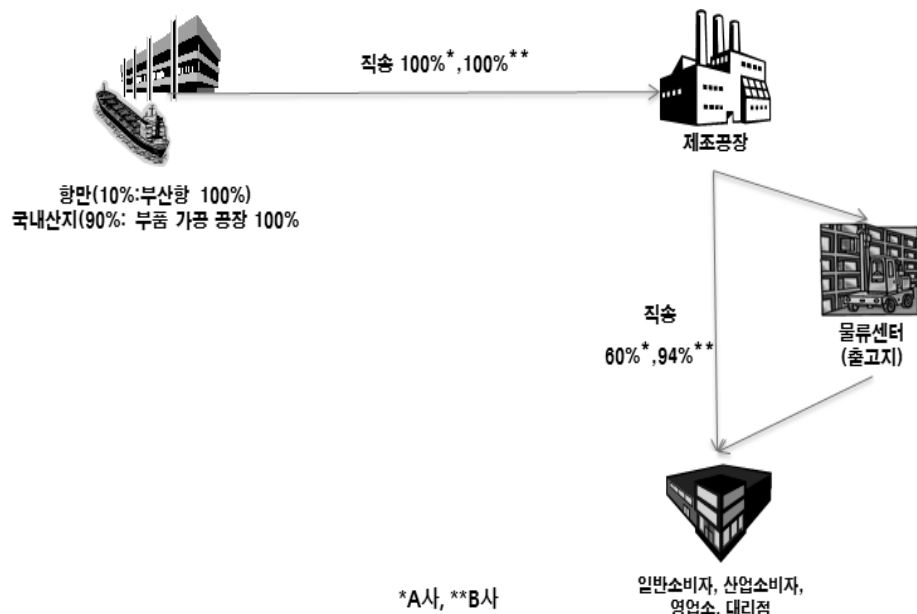 직송 100%*,100%**
제조공장
항만(10%:부산항 100%)
국내산지(90%: 부품 가공 공장 100%
직송
60%*,94%**
물류센터
(출고지)
일반소비자, 산업소비자,
영업소, 대리점
*A사, **B사